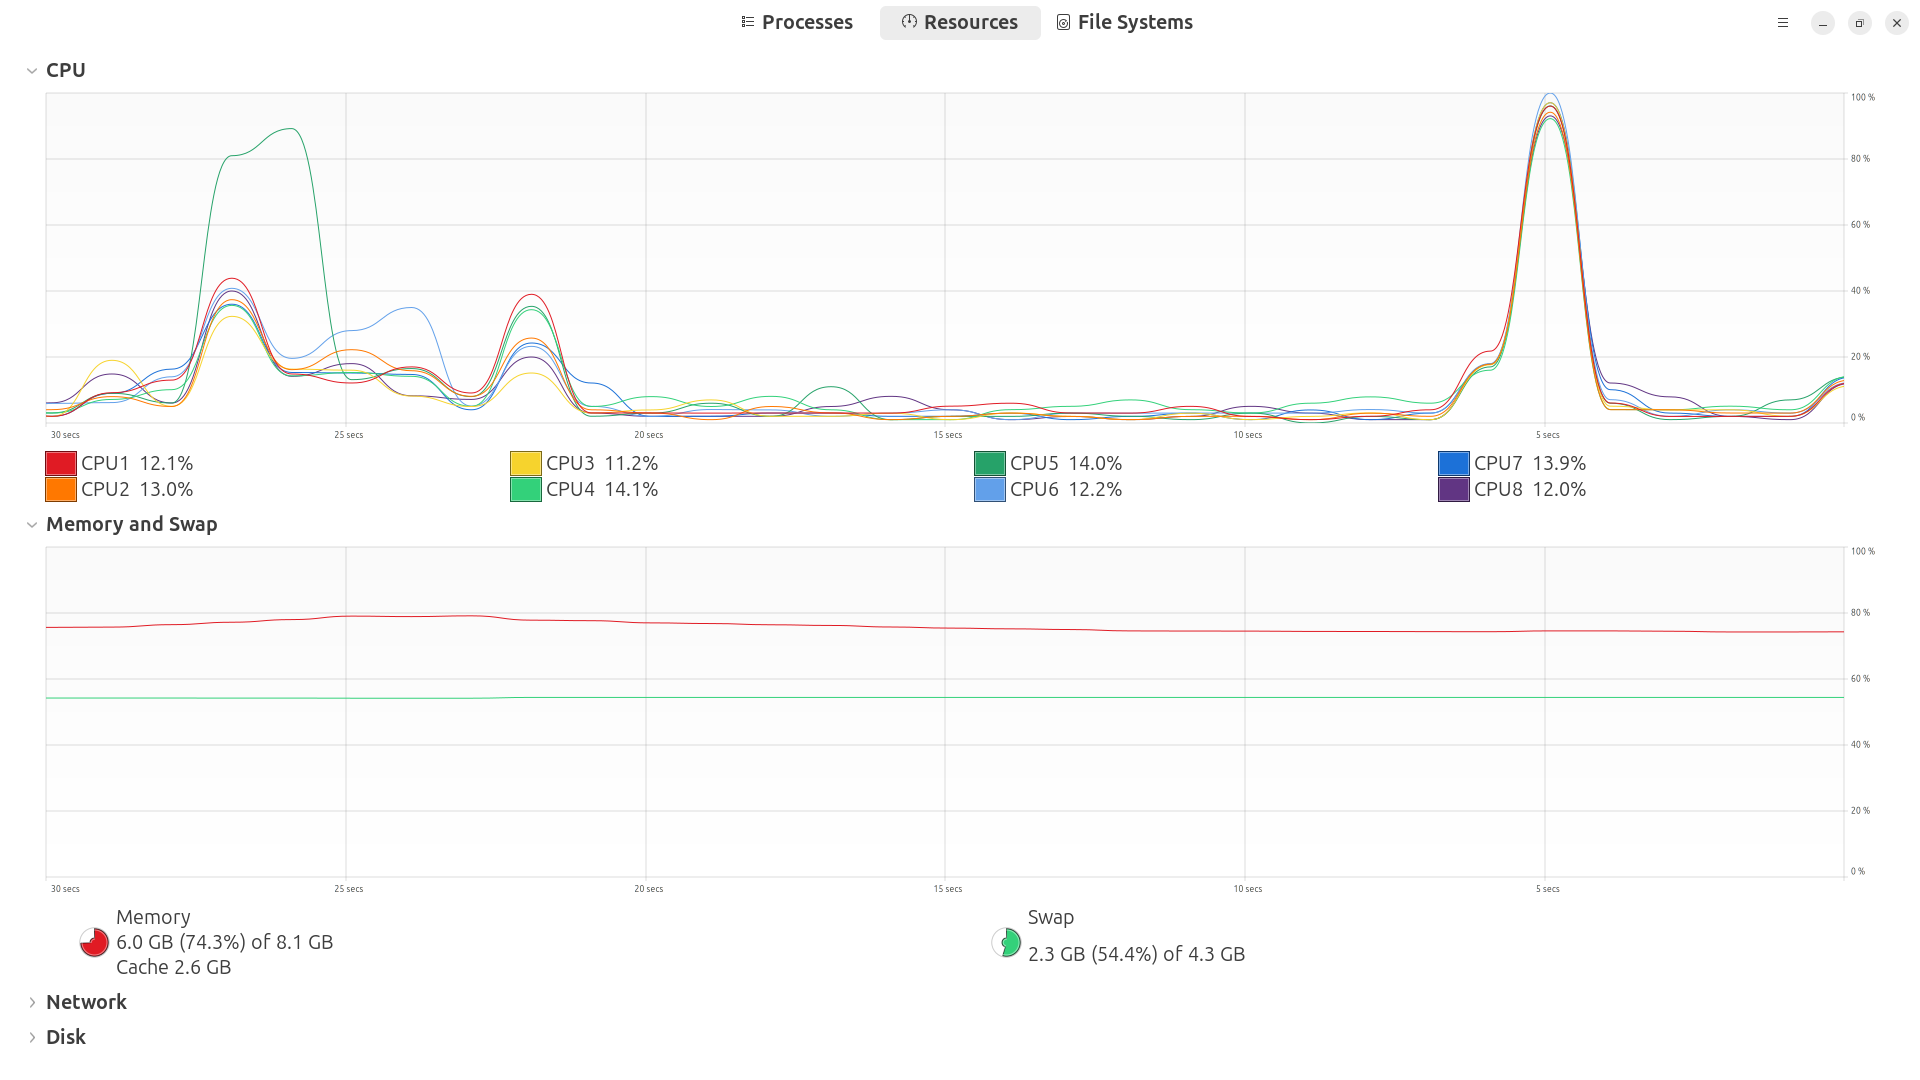 Processes
Resources
File Systems
CPU
100 %
80 %
60 %
40 %
20 %
0 %
30 secs
25 secs
20 secs
15 secs
10 secs
5 secs
CPU1 12.1%
CPU3 11.2%
CPU5 14.0%
CPU7 13.9%
CPU2 13.0%
CPU4 14.1%
CPU6 12.2%
CPU8 12.0%
Memory and Swap
100 %
80 %
60 %
40 %
20 %
0 %
30 secs
25 secs
20 secs
15 secs
10 secs
5 secs
Memory
6.0 GB (74.3%) of 8.1 GB
Cache 2.6 GB
Swap
2.3 GB (54.4%) of 4.3 GB
Network
Disk